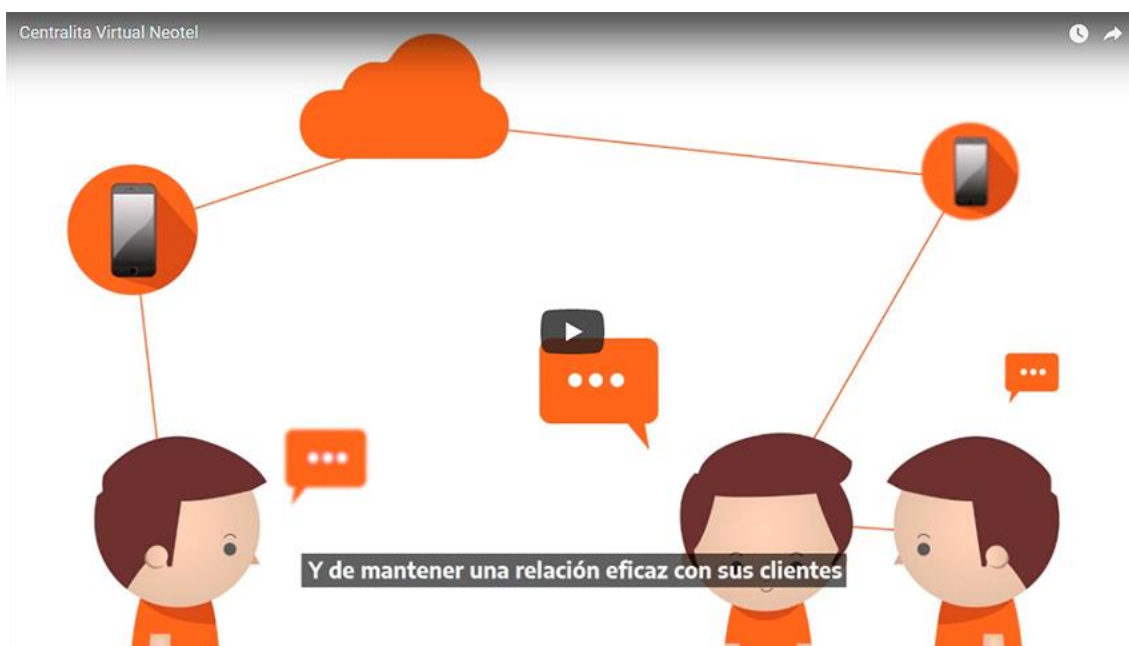 Centralita Virtual Neotel
Y de mantener una relación eficaz con sus clientes